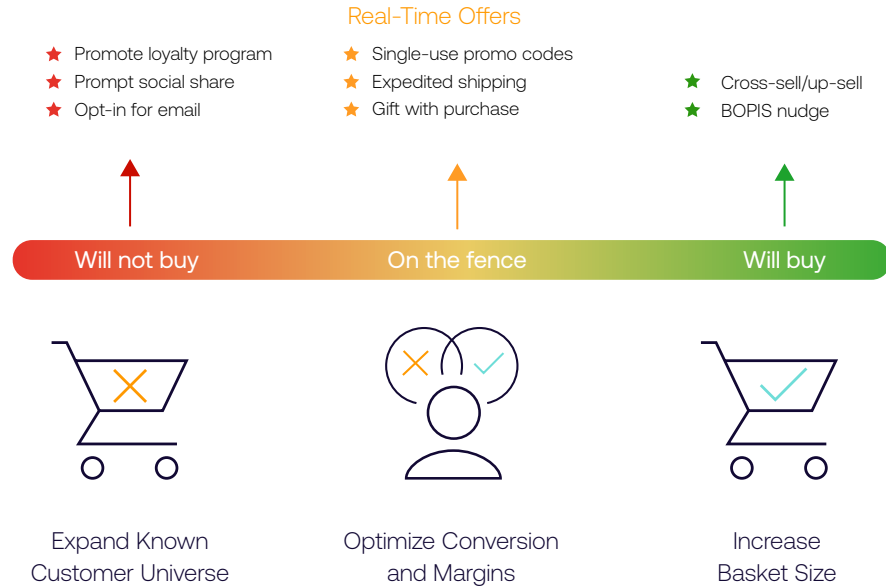 Real-Time Offers
Promote loyalty program
Prompt social share
Opt-in for email
Single-use promo codes
Expedited shipping
Gift with purchase
Cross-sell/up-sell
BOPIS nudge
Will not buy
On the fence
Will buy
Expand Known
Customer Universe
Optimize Conversion
and Margins
Increase
Basket Size